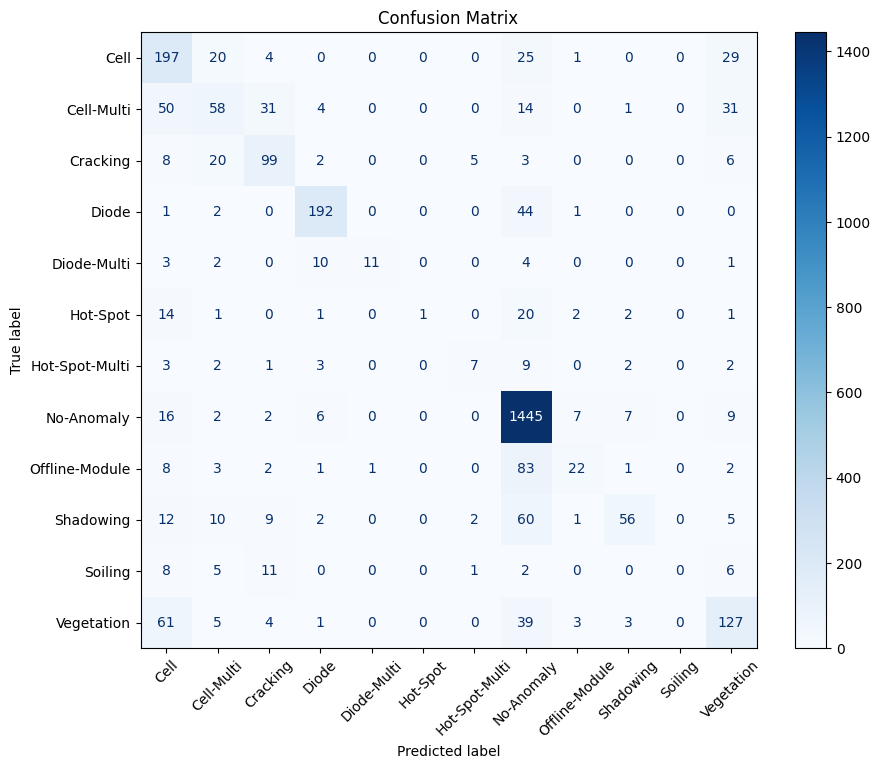 Confusion Matrix
Cell 197 20 4 0 0 0 0 25 1 0 0 29
Cell-Multi 50 58 31 4 0 0 0 14 0 1 0 31
Cracking 8 20 99 2 0 0 5 3 0 0 0 6
Diode 1 2 0 192 0 0 0 44 1 0 0 0
Diode-Multi 3 2 0 10 11 0 0 4 0 0 0 1
Hot-Spot 14 1 0 1 0 1 0 20 2 2 0 1
Hot-Spot-Multi 3 2 1 3 0 0 7 9 0 2 0 2
No-Anomaly 16 2 2 6 0 0 0 1445 7 7 0 9
Offline-Module 8 3 2 1 1 0 0 83 22 1 0 2
Shadowing 12 10 9 2 0 0 2 60 1 56 0 5
Soiling 8 5 11 0 0 0 1 2 0 0 0 6
Vegetation 61 5 4 1 0 0 0 39 3 3 0 127
Cell Cell-Multi Cracking Diode Diode-Multi Hot-Spot Hot-Spot-Multi No-Anomaly Offline-Module Shadowing Soiling Vegetation
Predicted label
True label
1400
1200
1000
800
600
400
200
0